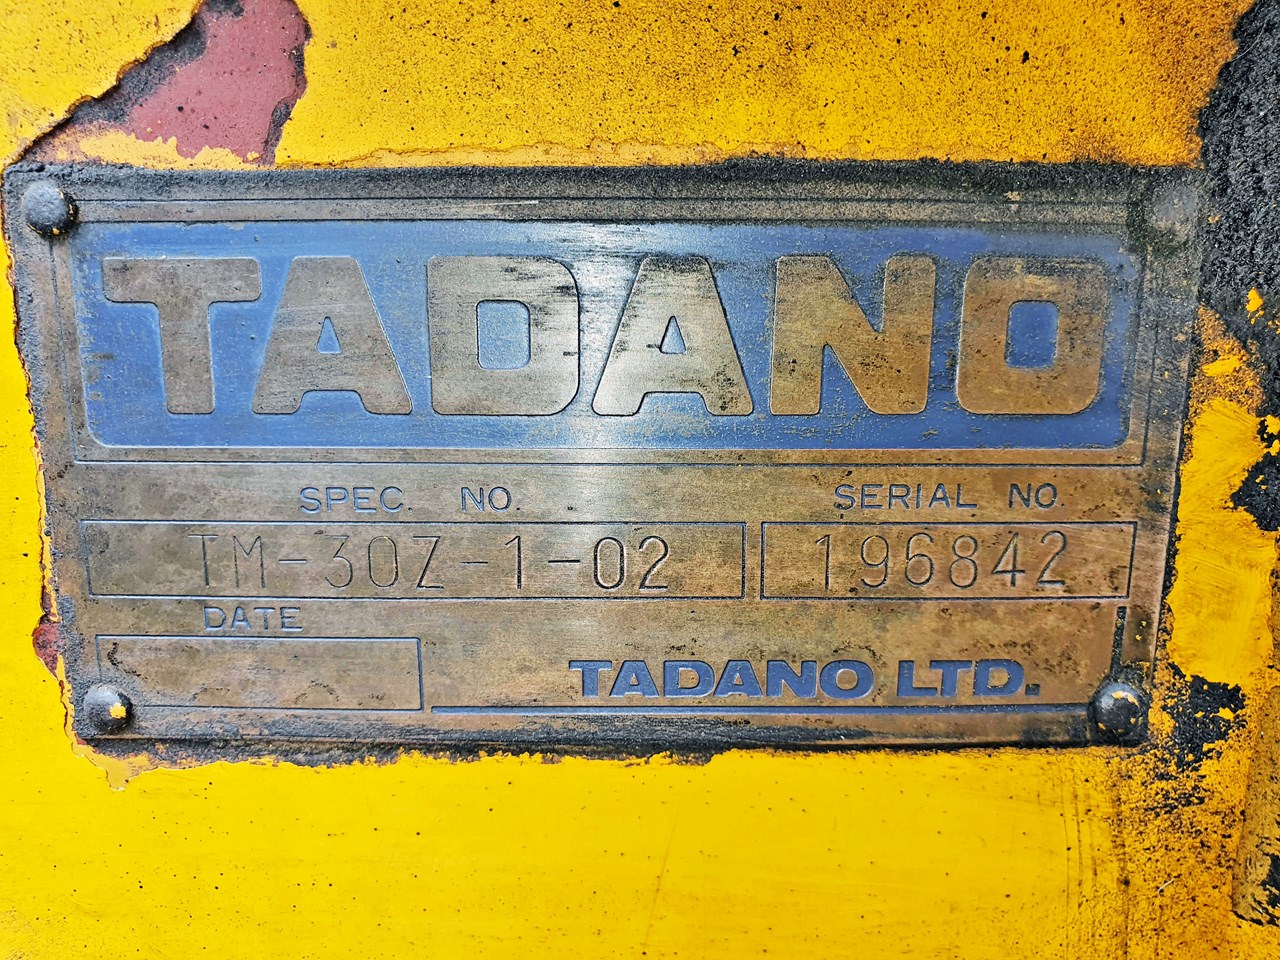 TADANO
SPEC. NO. SERIAL NO.
TM-30Z-1-02 196842
DATE
TADANO LTD.